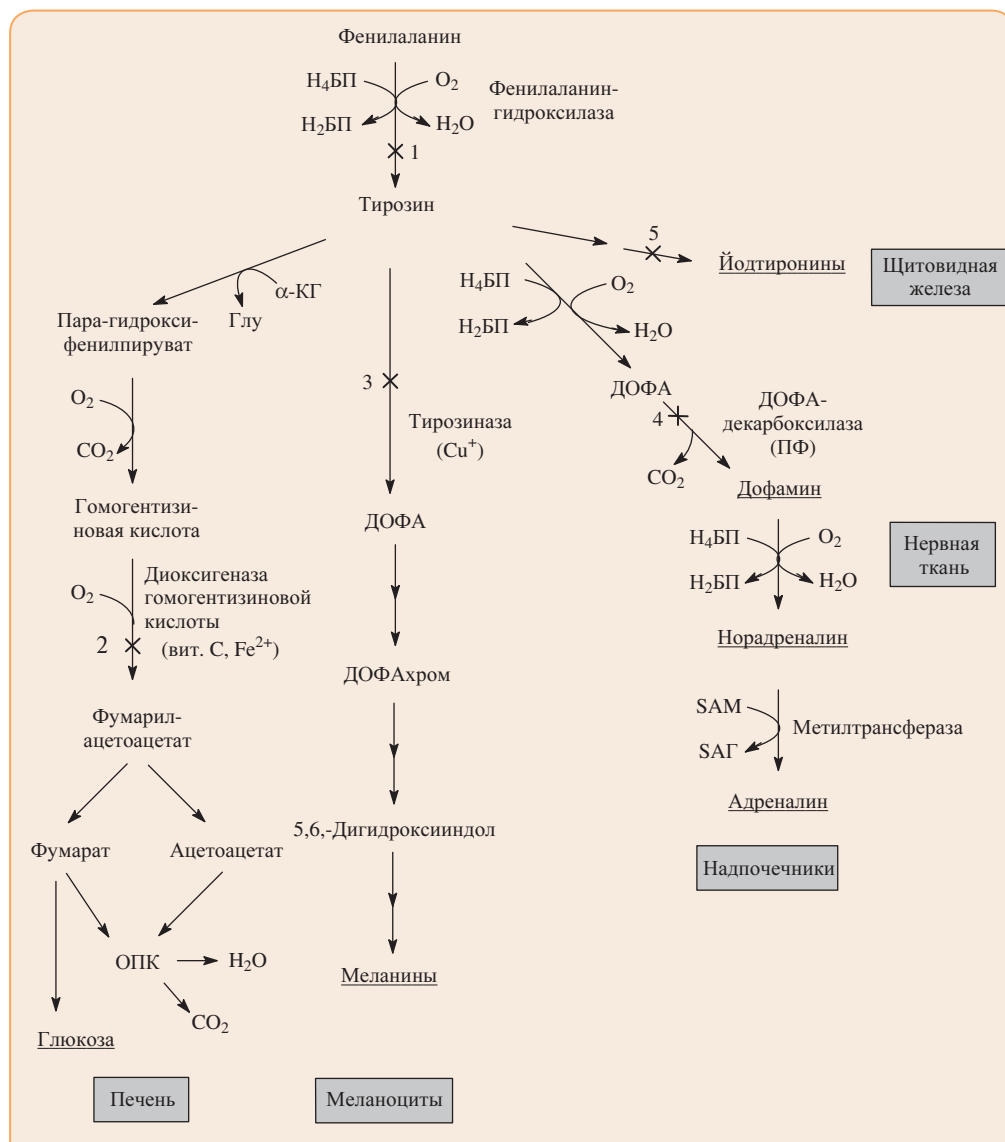 Фенилаланин
H₄БП
O₂
Фенилаланин-
гидроксилаза
H₂БП
H₂O
1
Тирозин
5
Йодтиронины
Щитовидная
железа
α-КГ
Глу
Пара-гидрокси-
фенилпируват
H₄БП
O₂
H₂БП
H₂O
O₂
CO₂
3
Тирозиназа
(Cu⁺)
ДОФА
4
ДОФА-
декарбоксилаза
(ПФ)
CO₂
Дофамин
Гомогентизи-
новая кислота
ДОФА
H₄БП
O₂
H₂БП
H₂O
Нервная
ткань
O₂
Диоксигеназа
гомогентизиновой
кислоты
(вит. C, Fe²⁺)
2
Норадреналин
ДОФАхром
SAM
SAГ
Метилтрансфераза
Фумарил-
ацетоацетат
Адреналин
5,6,-Дигидроксииндол
Фумарат
Ацетоацетат
Надпочечники
ОПК
H₂O
CO₂
Меланины
Глюкоза
Печень
Меланоциты